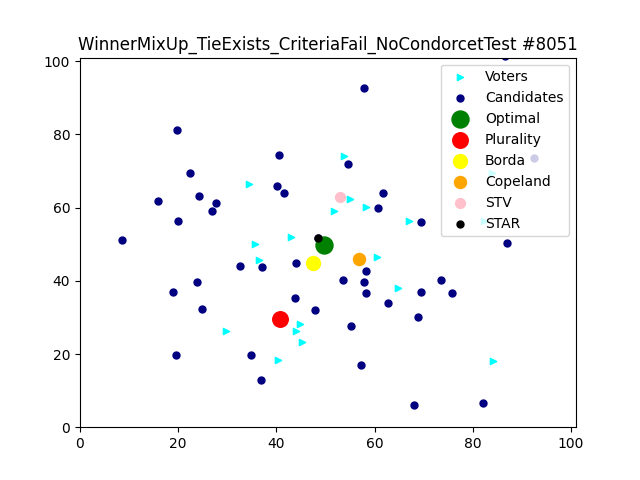 WinnerMixUp_TieExists_CriteriaFail_NoCondorcetTest #8051
100
80
60
40
20
0
0 20 40 60 80 100
Voters
Candidates
Optimal
Plurality
Borda
Copeland
STV
STAR